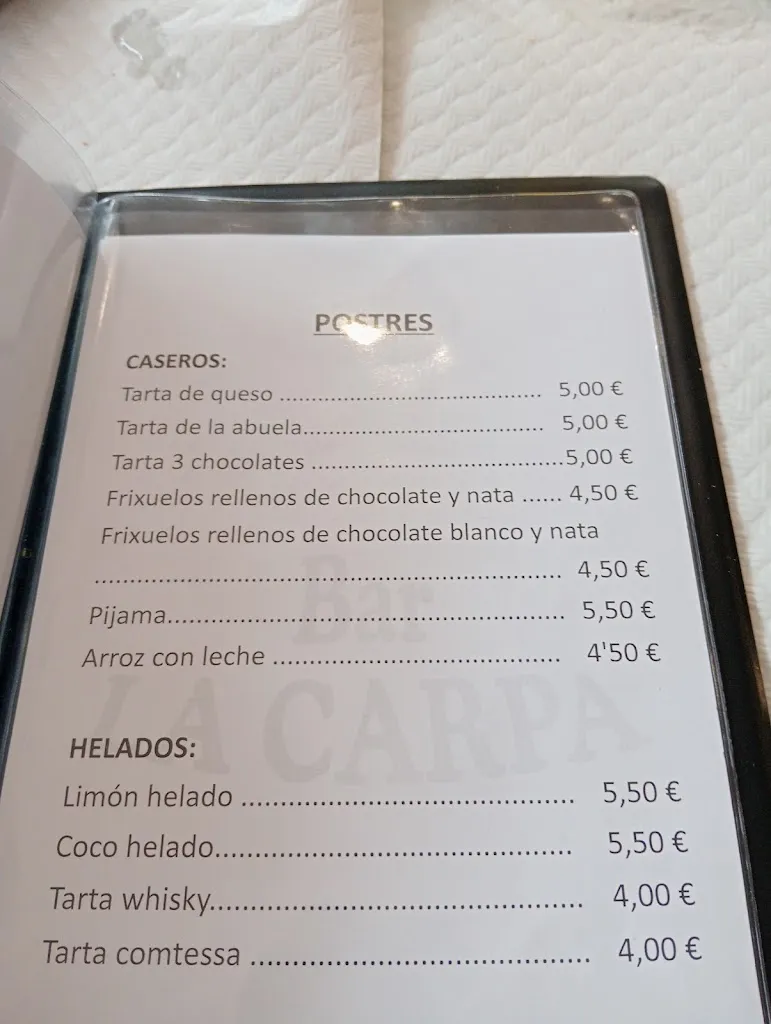 POSTRES
CASEROS:
Tarta de queso ............................................. 5,00 €
Tarta de la abuela......................................... 5,00 €
Tarta 3 chocolates ..........................................5,00 €
Frixuelos rellenos de chocolate y nata ...... 4,50 €
Frixuelos rellenos de chocolate blanco y nata
..................................................................... 4,50 €
Pijama.......................................................... 5,50 €
Arroz con leche ......................................... 4'50 €
Bar
LA CARPA
HELADOS:
Limón helado ............................................. 5,50 €
Coco helado................................................ 5,50 €
Tarta whisky................................................ 4,00 €
Tarta comtessa ........................................... 4,00 €